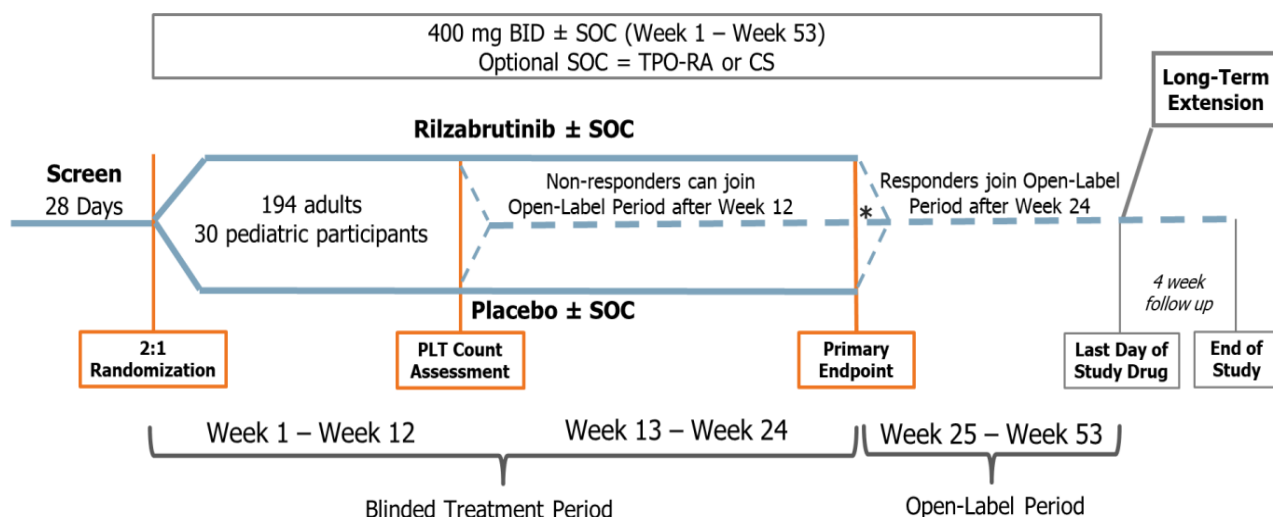 400 mg BID ± SOC (Week 1 – Week 53)
Optional SOC = TPO-RA or CS
Long-Term
Extension
Rilzabrutinib ± SOC
Screen
28 Days
194 adults
30 pediatric participants
Non-responders can join
Open-Label Period after Week 12
*
Responders join Open-Label
Period after Week 24
Placebo ± SOC
4 week
follow up
2:1
Randomization
PLT Count
Assessment
Primary
Endpoint
Last Day of
Study Drug
End of
Study
Week 1 – Week 12
Week 13 – Week 24
Week 25 – Week 53
Blinded Treatment Period
Open-Label Period